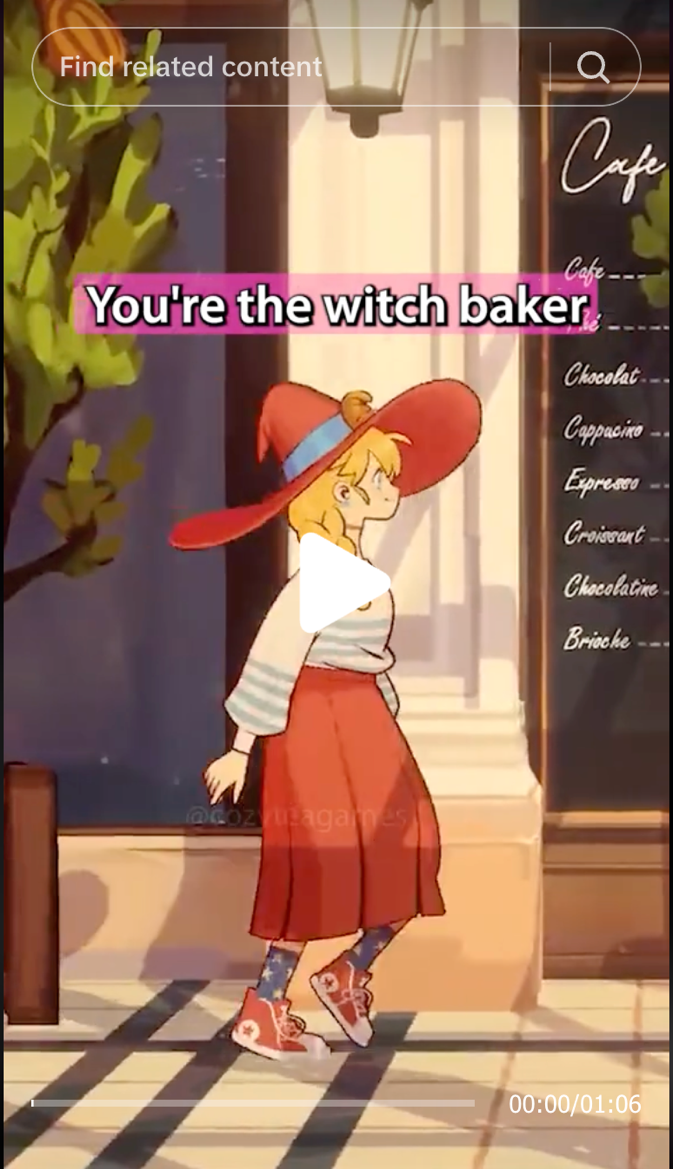 Find related content
Cafe
Cafe
You're the witch baker
Chocolat
Cappucino
Expresso
Croissant
Chocolatine
Brioche
00:00/01:06